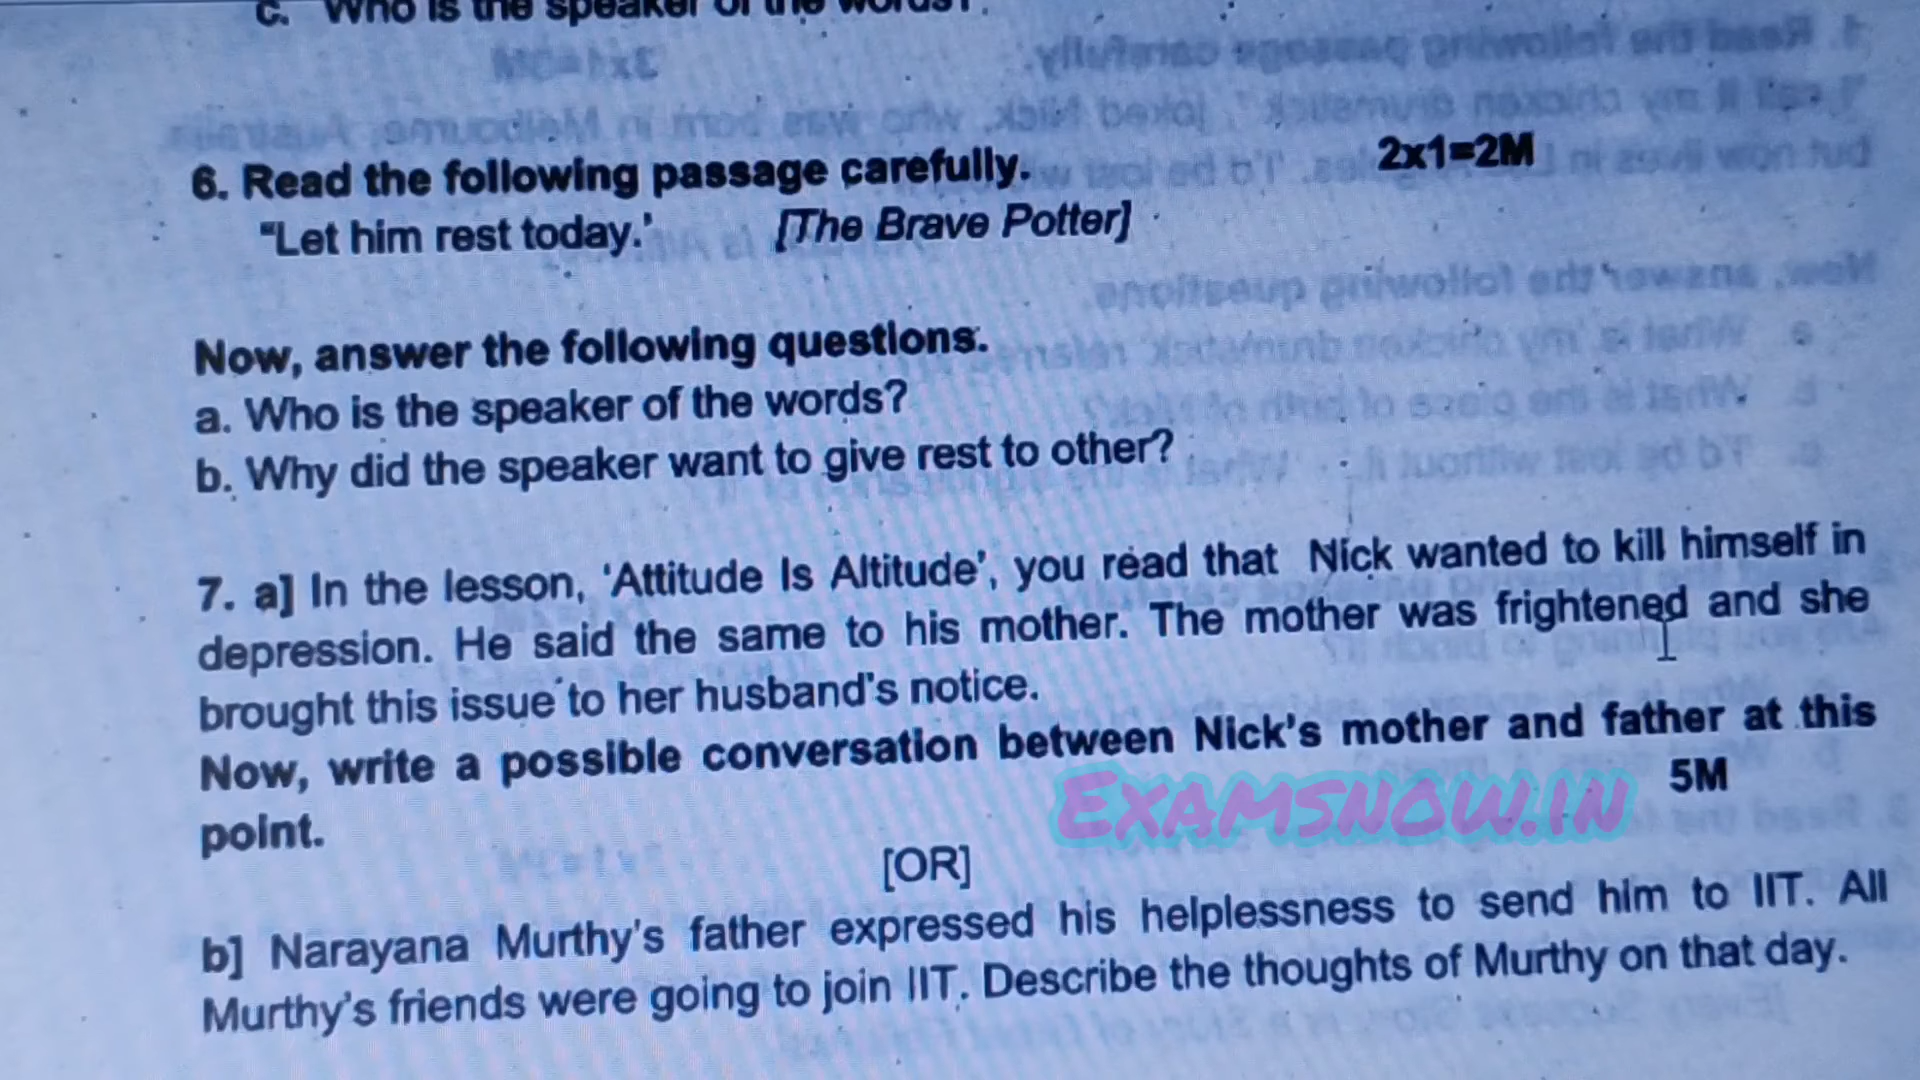 c. Who is the speaker of the words?
6. Read the following passage carefully. 2x1=2M
"Let him rest today.' [The Brave Potter]
Now, answer the following questions.
a. Who is the speaker of the words?
b. Why did the speaker want to give rest to other?
7. a] In the lesson, 'Attitude Is Altitude', you read that Nick wanted to kill himself in
depression. He said the same to his mother. The mother was frightened and she
brought this issue to her husband's notice.
Now, write a possible conversation between Nick's mother and father at this
point. 5M
Examsnow.in
[OR]
b] Narayana Murthy's father expressed his helplessness to send him to IIT. All
Murthy's friends were going to join IIT. Describe the thoughts of Murthy on that day.